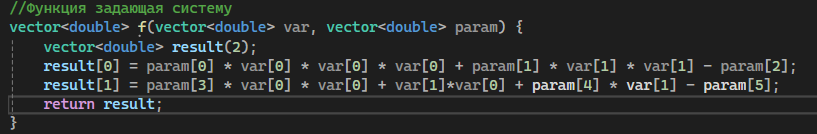 //Функция задающая систему
vector<double> f(vector<double> var, vector<double> param) {
    vector<double> result(2);
    result[0] = param[0] * var[0] * var[0] * var[0] + param[1] * var[1] * var[1] - param[2];
    result[1] = param[3] * var[0] * var[0] + var[1]*var[0] + param[4] * var[1] - param[5];
    return result;
}